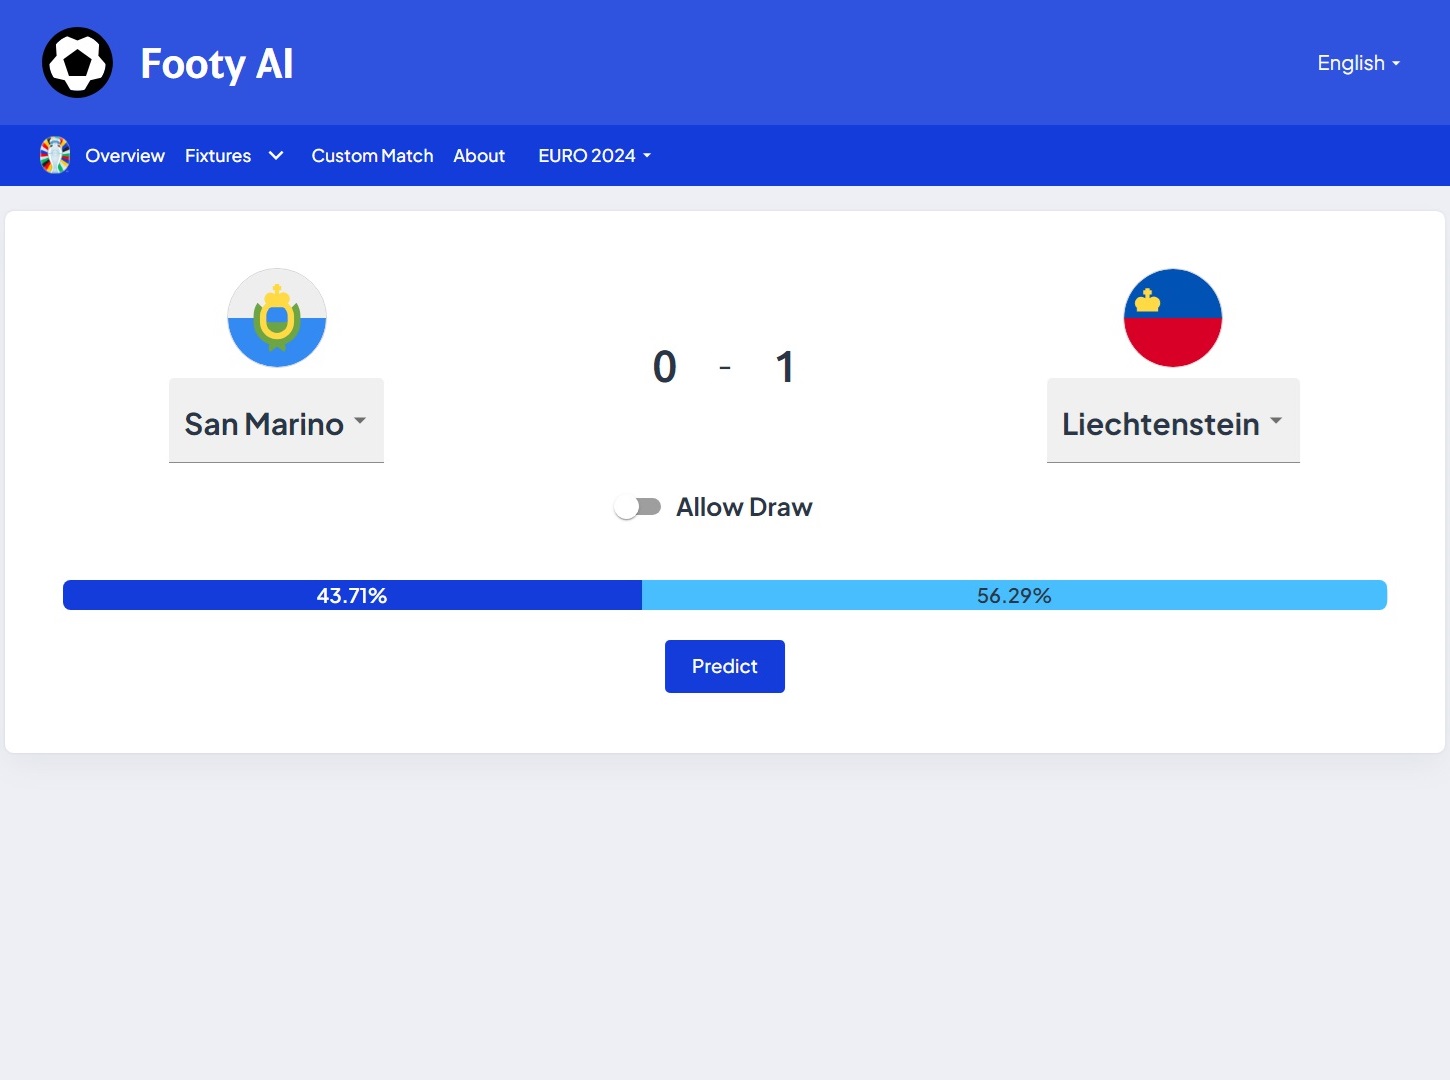 Footy AI
English
Overview Fixtures Custom Match About EURO 2024
0 - 1
San Marino Liechtenstein
Allow Draw
43.71% 56.29%
Predict